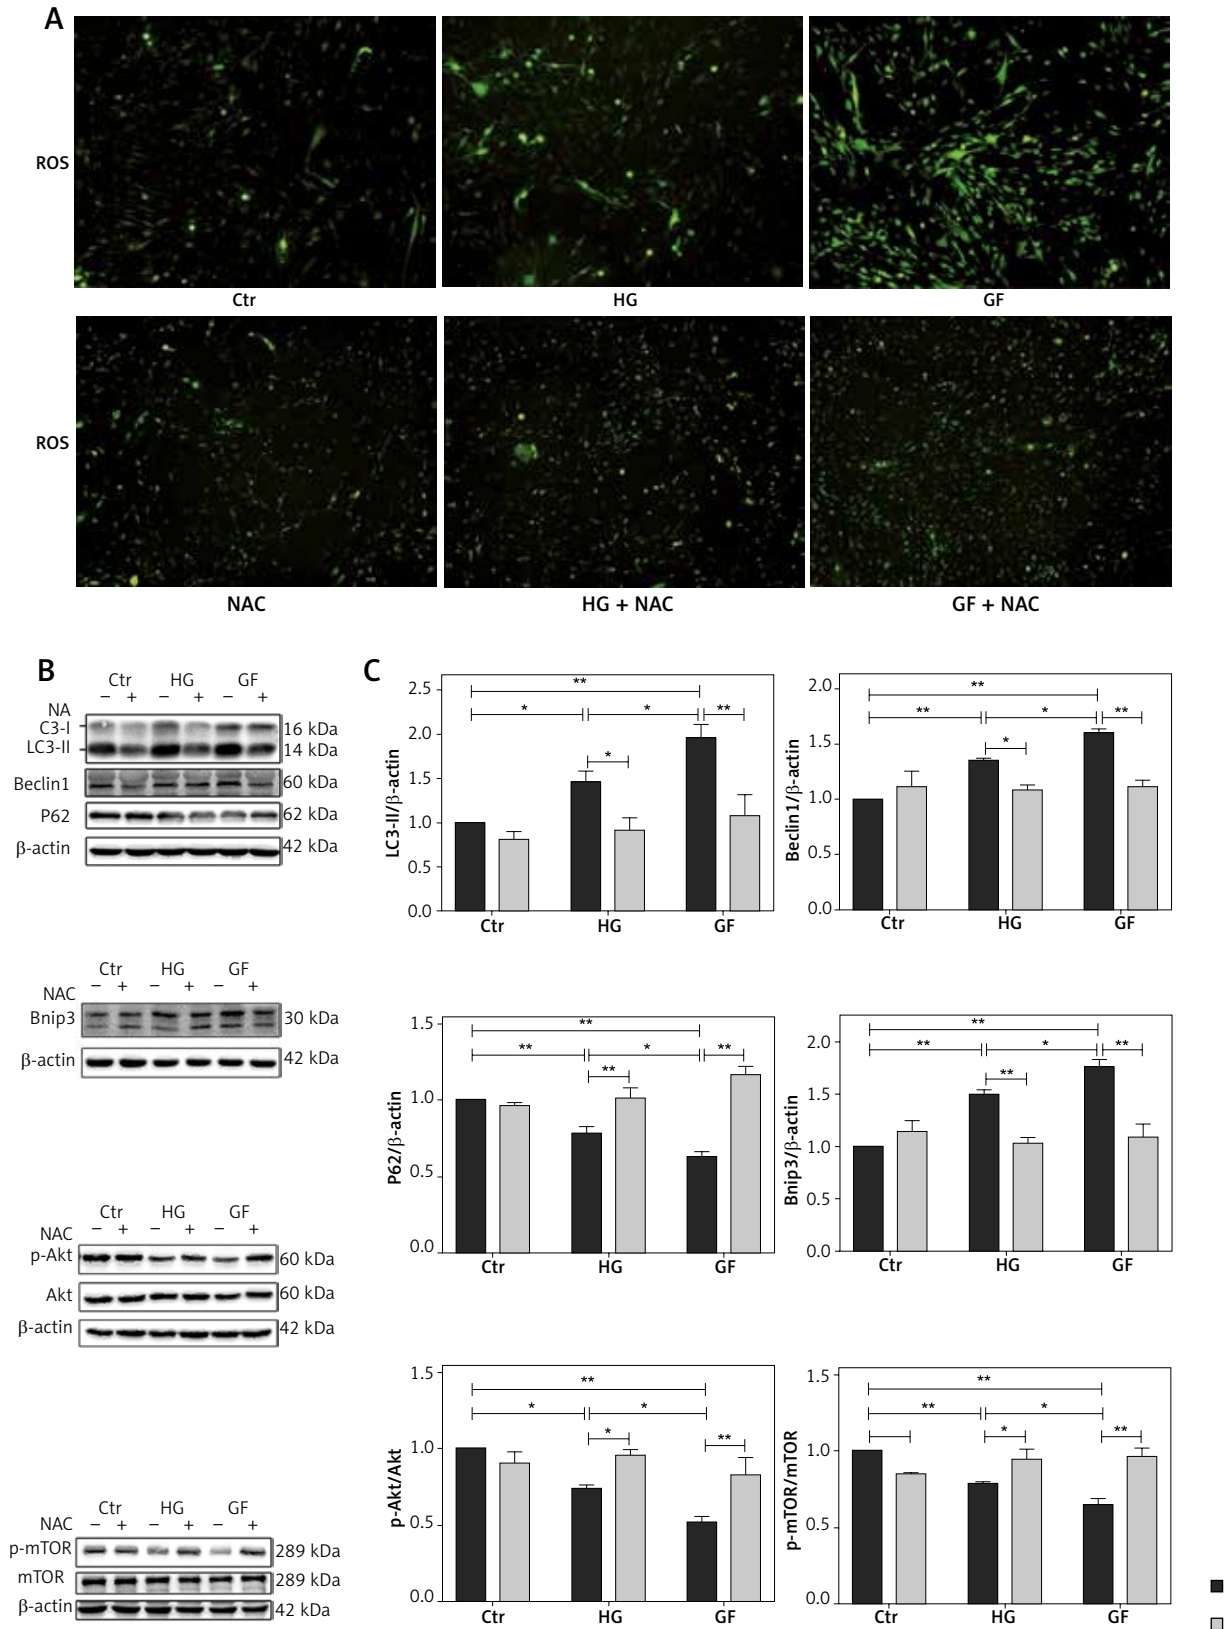 A
ROS
Ctr HG GF
ROS
NAC HG + NAC GF + NAC
B
Ctr HG GF
− + − + − +
NA
C3-I 16 kDa
LC3-II 14 kDa
Beclin1 60 kDa
P62 62 kDa
β-actin 42 kDa
Ctr HG GF
− + − + − +
NAC
Bnip3 30 kDa
β-actin 42 kDa
Ctr HG GF
− + − + − +
NAC
p-Akt 60 kDa
Akt 60 kDa
β-actin 42 kDa
Ctr HG GF
NAC − + − + − +
p-mTOR 289 kDa
mTOR 289 kDa
β-actin 42 kDa
C
LC3-II/β-actin
2.5
2.0
1.5
1.0
0.5
0.0
**
* * **
*
Ctr HG GF
Beclin1/β-actin
2.0
1.5
1.0
0.5
0.0
**
** * **
*
Ctr HG GF
P62/β-actin
1.5
1.0
0.5
0.0
**
** * **
**
Ctr HG GF
Bnip3/β-actin
2.0
1.5
1.0
0.5
0.0
**
** * **
**
Ctr HG GF
p-Akt/Akt
1.5
1.0
0.5
0.0
**
* *
* **
Ctr HG GF
p-mTOR/mTOR
1.5
1.0
0.5
0.0
**
** *
* **
Ctr HG GF